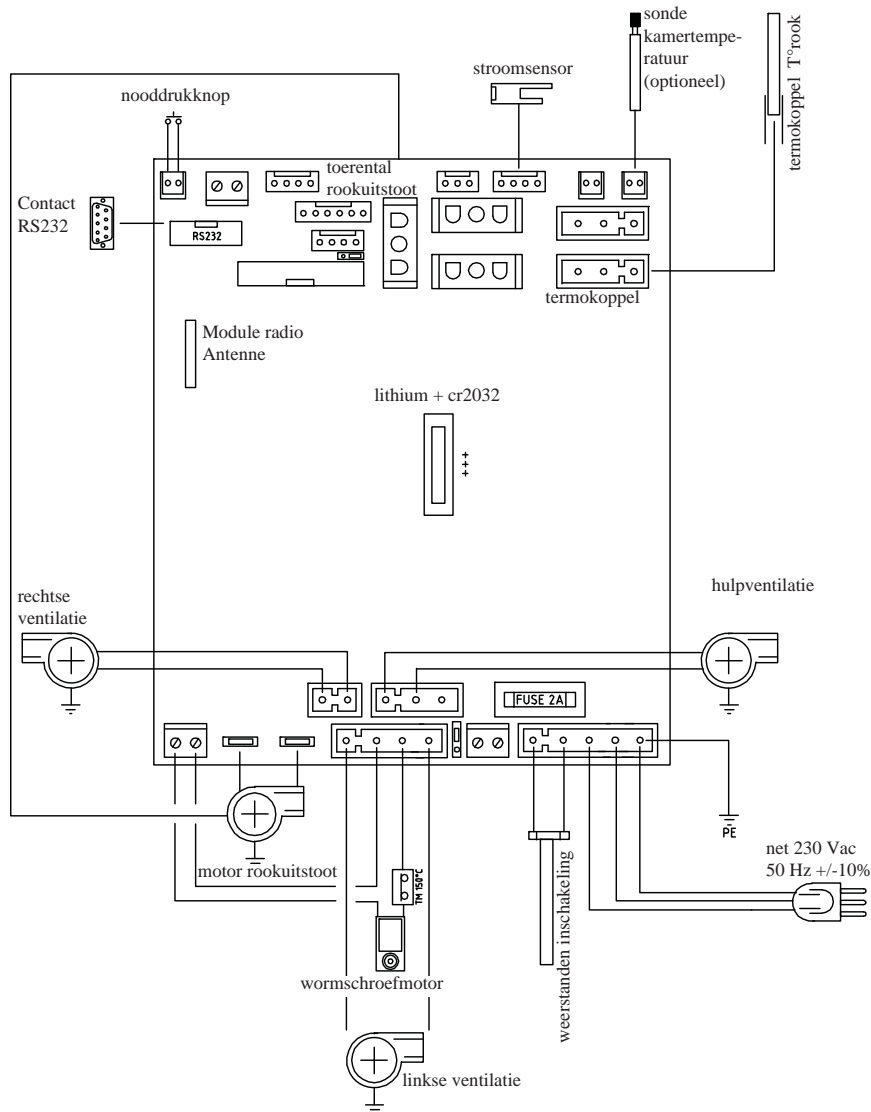 sonde
kamertempe-
ratuur
(optioneel)
termokoppel T°rook
stroomsensor
nooddrukknop
toerental
rookuitstoot
Contact
RS232
RS232
termokoppel
Module radio
Antenne
lithium + cr2032
+++
rechtse
ventilatie
hulpventilatie
FUSE 2A
PE
motor rookuitstoot
TM 150°C
net 230 Vac
50 Hz +/-10%
weerstanden inschakeling
wormschroefmotor
linkse ventilatie